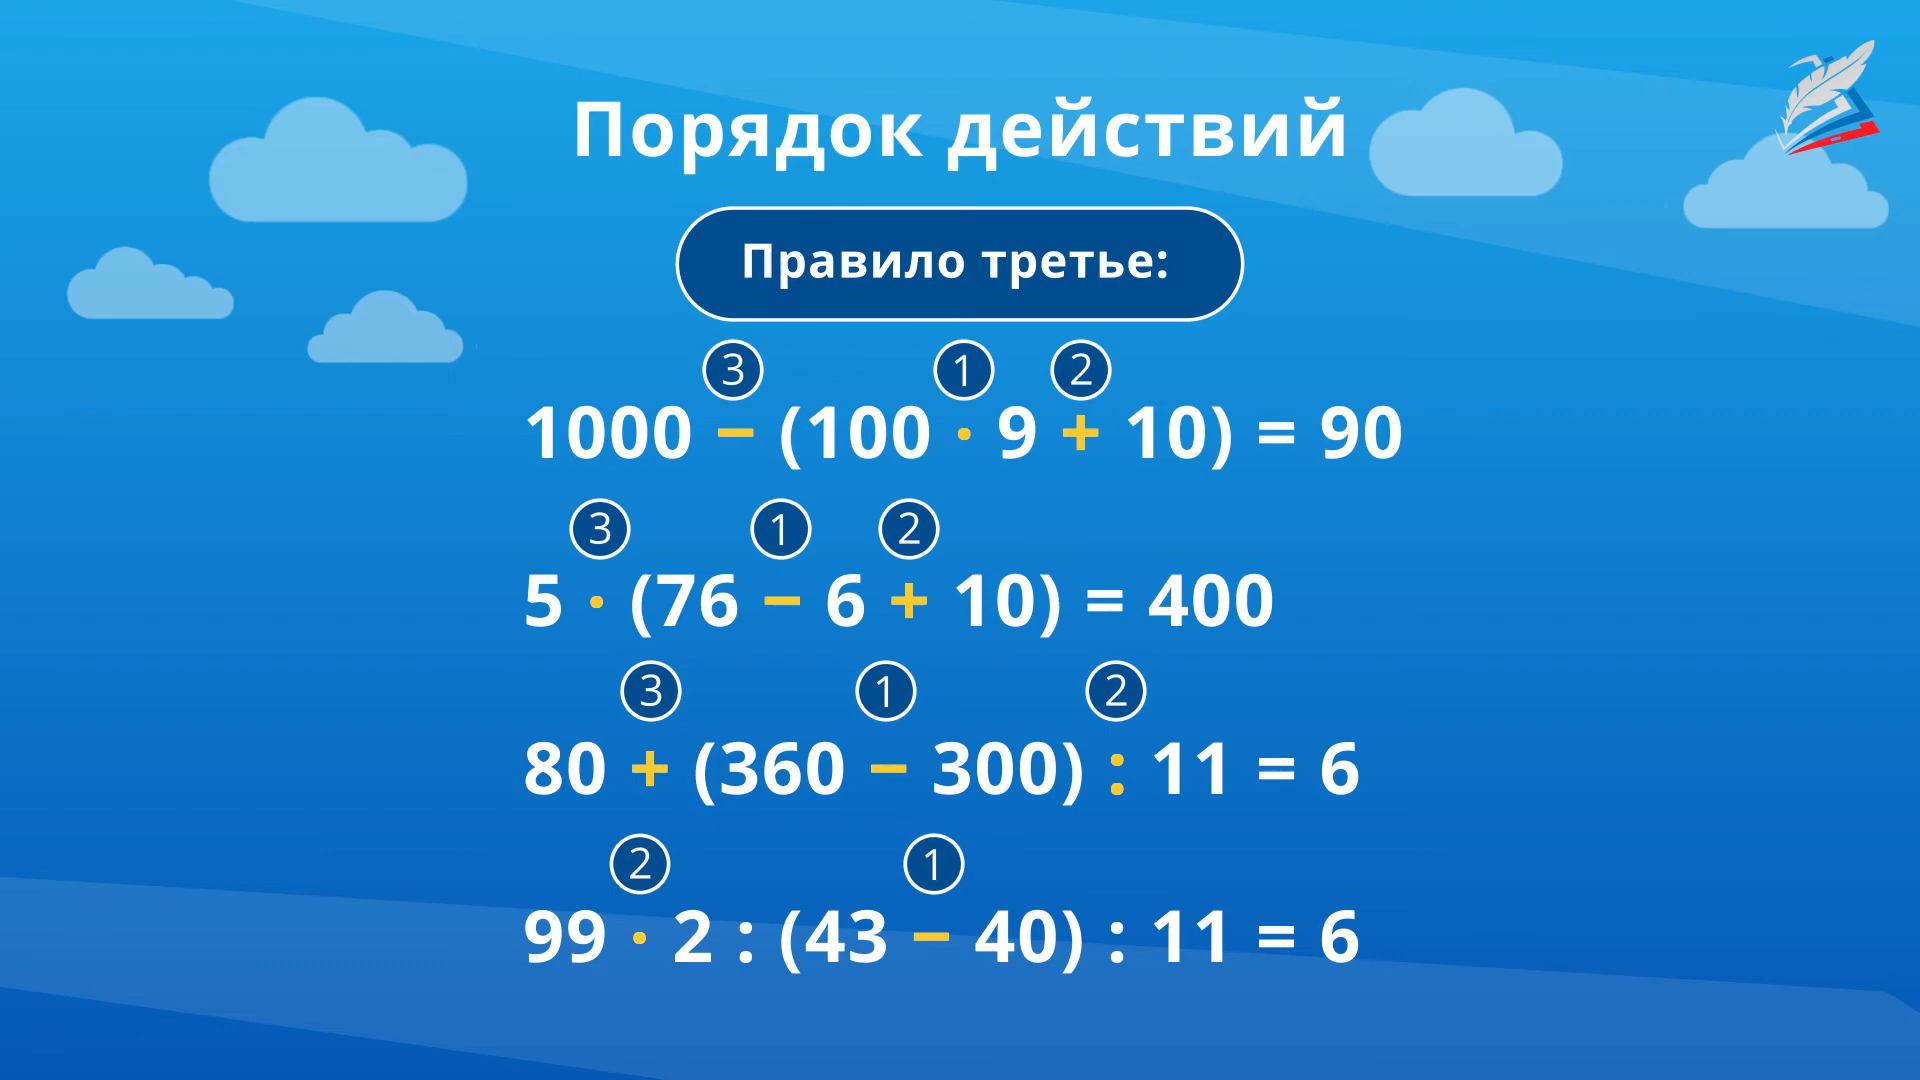 Порядок действий
Правило третье:
3 1 2
1000 − (100 · 9 + 10) = 90
3 1 2
5 · (76 − 6 + 10) = 400
3 1 2
80 + (360 − 300) : 11 = 6
2 1
99 · 2 : (43 − 40) : 11 = 6